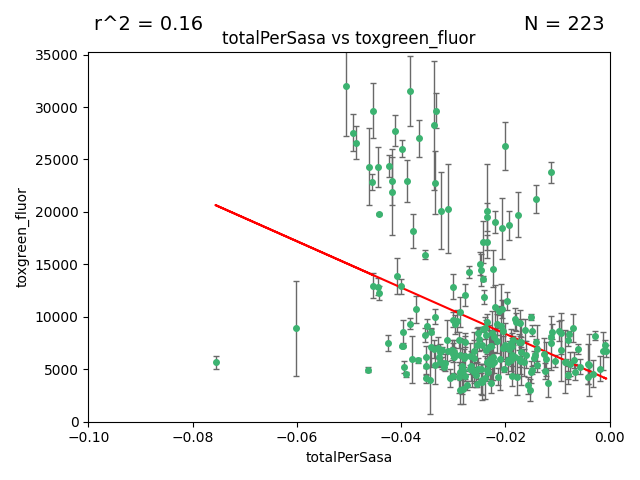 r^2 = 0.16
N = 223
totalPerSasa vs toxgreen_fluor
35000
30000
25000
20000
15000
10000
5000
0
toxgreen_fluor
−0.10
−0.08
−0.06
−0.04
−0.02
0.00
totalPerSasa